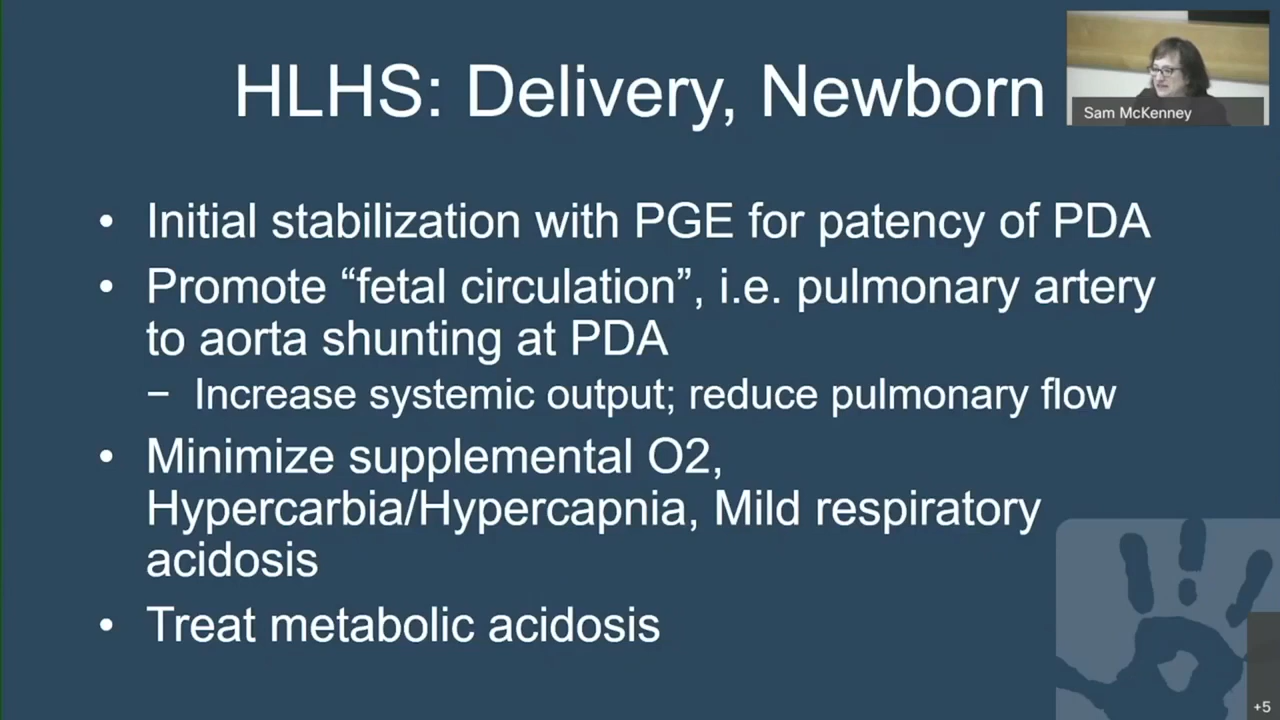 HLHS: Delivery, Newborn
Sam McKenney
• Initial stabilization with PGE for patency of PDA
• Promote “fetal circulation”, i.e. pulmonary artery
to aorta shunting at PDA
− Increase systemic output; reduce pulmonary flow
• Minimize supplemental O2,
Hypercarbia/Hypercapnia, Mild respiratory
acidosis
• Treat metabolic acidosis
+5